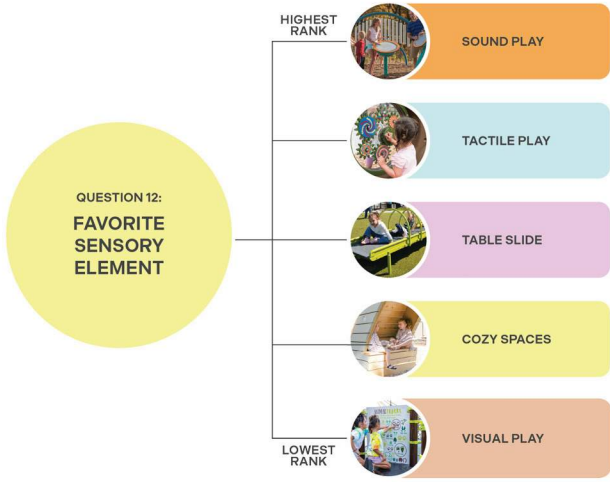 HIGHEST
RANK
SOUND PLAY
TACTILE PLAY
QUESTION 12:
FAVORITE
SENSORY
ELEMENT
TABLE SLIDE
COZY SPACES
LOWEST
RANK
VISUAL PLAY